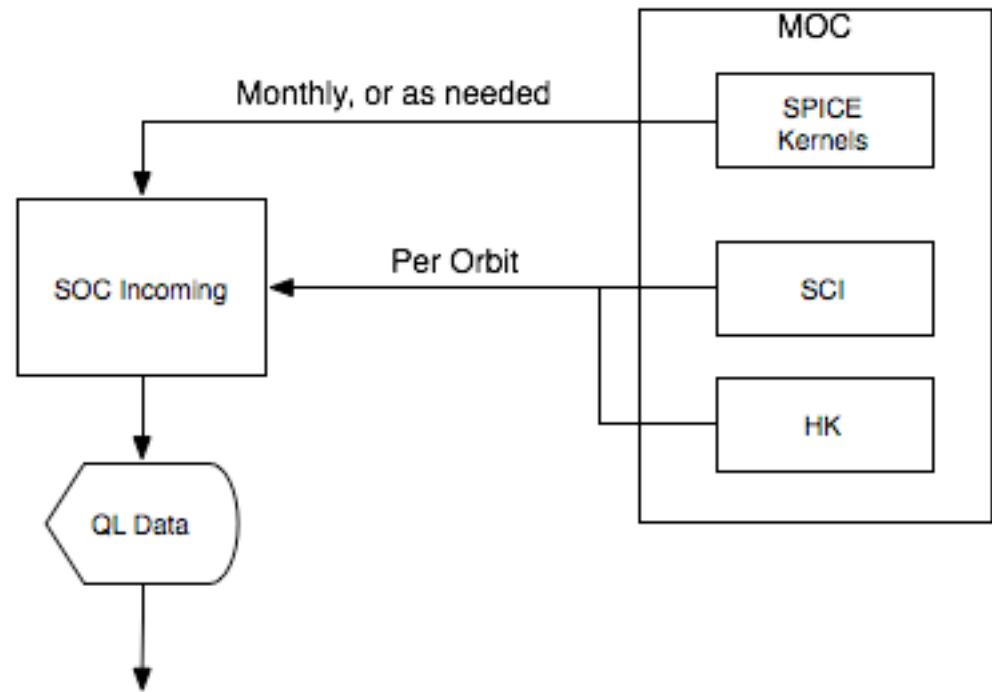 MOC
Monthly, or as needed
SPICE
Kernels
Per Orbit
SOC Incoming
SCI
HK
QL Data